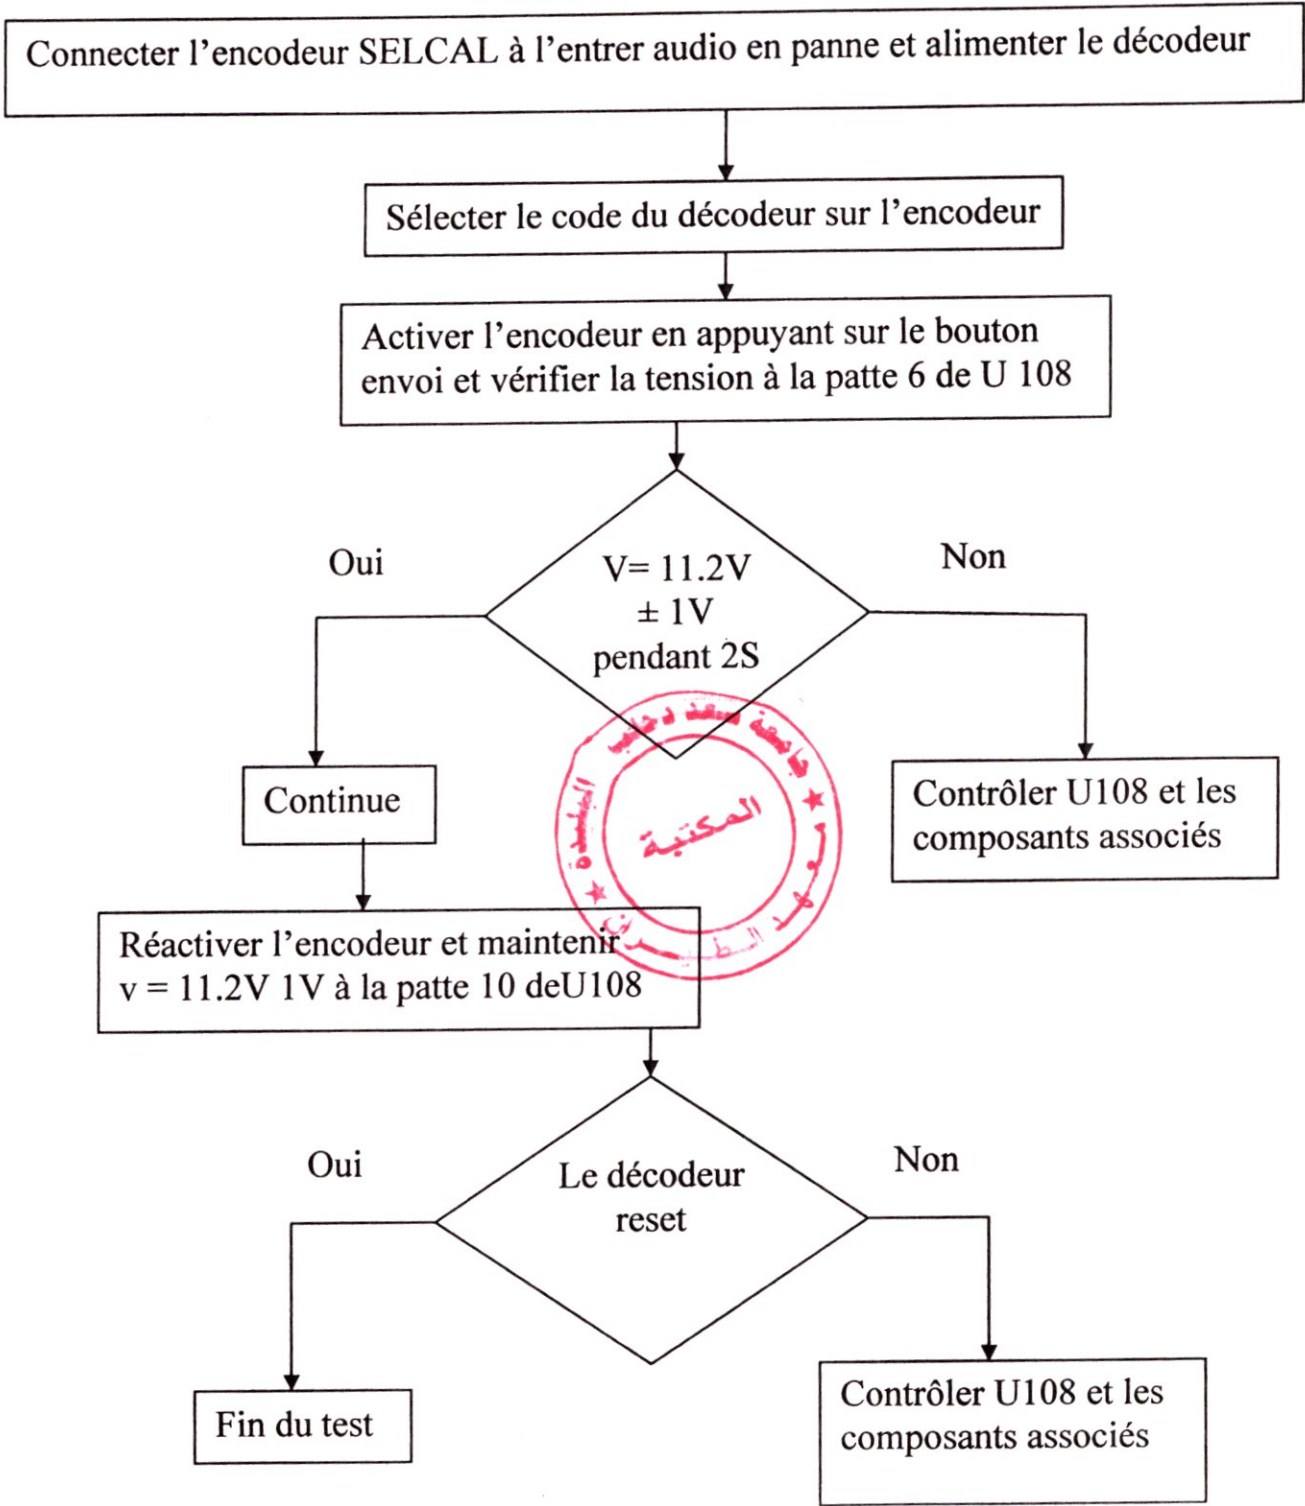 Connecter l’encodeur SELCAL à l’entrer audio en panne et alimenter le décodeur
Sélecter le code du décodeur sur l’encodeur
Activer l’encodeur en appuyant sur le bouton
envoi et vérifier la tension à la patte 6 de U 108
Oui
V= 11.2V
± 1V
pendant 2S
Non
Continue
Contrôler U108 et les
composants associés
المكتبة
Réactiver l’encodeur et maintenir
v = 11.2V 1V à la patte 10 deU108
Oui
Le décodeur
reset
Non
Fin du test
Contrôler U108 et les
composants associés